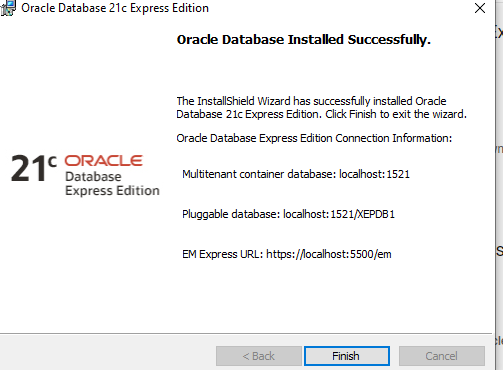 Oracle Database 21c Express Edition
Oracle Database Installed Successfully.
The InstallShield Wizard has successfully installed Oracle
Database 21c Express Edition. Click Finish to exit the wizard.
Oracle Database Express Edition Connection Information:
21c ORACLE
Database
Express Edition
Multitenant container database: localhost:1521
Pluggable database: localhost:1521/XEPDB1
EM Express URL: https://localhost:5500/em
< Back
Finish
Cancel